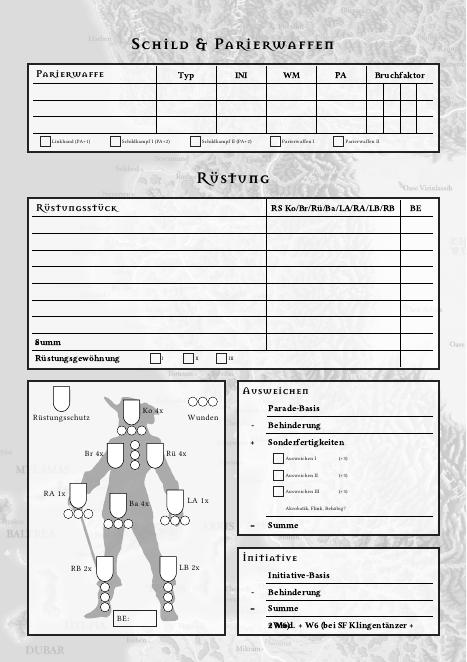 Schild & Parierwaffen
Parierwaffe Typ INI WM PA Bruchfaktor
Linkhand (PA+1) Schildkampf I (PA+2) Schildkampf II (PA+2) Parierwaffen I Parierwaffen II
Rüstung
Oase Virinlassih
Rüstungsstück RS Ko/Br/Rü/Ba/LA/RA/LB/RB BE
Summ
Rüstungsgewöhnung I II III
Rüstungsschutz
Ko 4x
Wunden
Br 4x Rü 4x
RA 1x Ba 4x LA 1x
RB 2x LB 2x
BE:
Ausweichen
Parade-Basis
- Behinderung
+ Sonderfertigkeiten
Ausweichen I (+3)
Ausweichen II (+3)
Ausweichen III (+3)
Akrobatik, Flink, Behäbig?
= Summe
Initiative
Initiative-Basis
- Behinderung
= Summe
+ W6 (bei SF Klingentänzer +
DUBAR